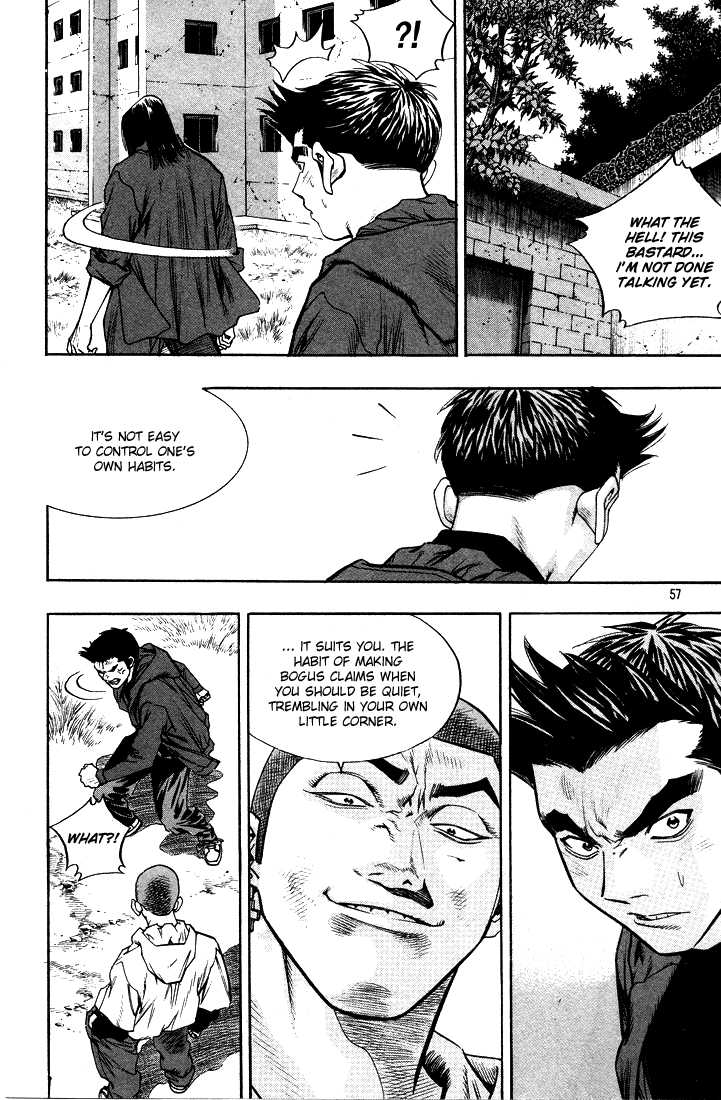 WHAT THE
HELL! THIS
BASTARD...
I'M NOT DONE
TALKING YET.
?!
IT'S NOT EASY
TO CONTROL ONE'S
OWN HABITS.
57
... IT SUITS YOU. THE
HABIT OF MAKING
BOGUS CLAIMS WHEN
YOU SHOULD BE QUIET,
TREMBLING IN YOUR OWN
LITTLE CORNER.
WHAT?!